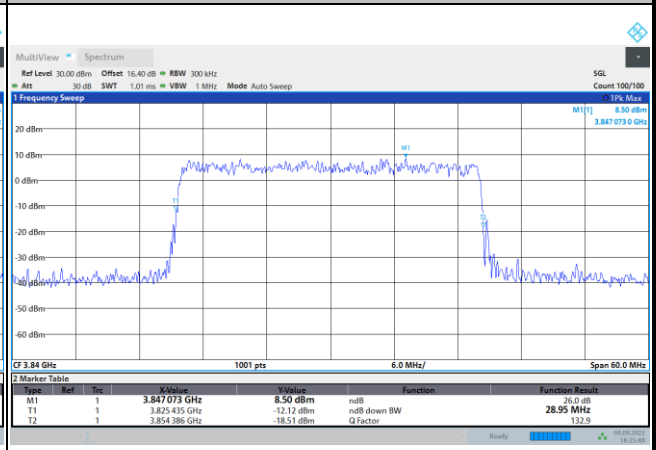 MultiView Spectrum
Ref Level 30.00 dBm Offset 16.40 dB RBW 300 kHz SGL
Att 30 dB SWT 1.01 ms VBW 1 MHz Mode Auto Sweep Count 100/100
1 Frequency Sweep 1Pk Max
M1[1] 8.50 dBm
3.847 073 0 GHz
20 dBm
M1
10 dBm
0 dBm
T1
-10 dBm
T2
-20 dBm
-30 dBm
-40 dBm
-50 dBm
-60 dBm
CF 3.84 GHz 1001 pts 6.0 MHz/ Span 60.0 MHz
2 Marker Table
Type Ref Trc X-Value Y-Value Function Function Result
M1 1 3.847 073 GHz 8.50 dBm ndB 26.0 dB
T1 1 3.825 435 GHz -12.12 dBm ndB down BW 28.95 MHz
T2 1 3.854 386 GHz -18.51 dBm Q Factor 132.9
Ready 04.09.2022
18:25:48